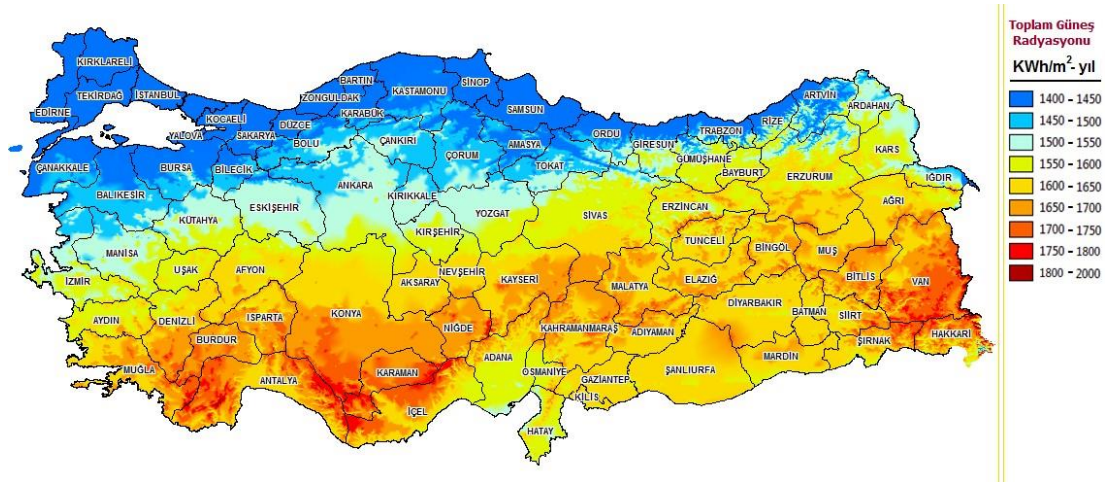 Toplam Güneş
Radyasyonu
KWh/m²- yıl
1400 - 1450
1450 - 1500
1500 - 1550
1550 - 1600
1600 - 1650
1650 - 1700
1700 - 1750
1750 - 1800
1800 - 2000
KIRKLARELİ
TEKİRDAĞ
İSTANBUL
EDİRNE
KOCAELİ
YALOVA
SAKARYA
DÜZCE
ZONGULDAK
BARTIN
KARABÜK
KASTAMONU
SİNOP
SAMSUN
ORDU
GİRESUN
TRABZON
RİZE
ARTVİN
ARDAHAN
KARS
IĞDIR
ÇANAKKALE
BURSA
BİLECİK
BOLU
ÇANKIRI
ÇORUM
AMASYA
TOKAT
GÜMÜŞHANE
BAYBURT
ERZURUM
AĞRI
BALIKESİR
KÜTAHYA
ESKİŞEHİR
ANKARA
KIRIKKALE
YOZGAT
SİVAS
ERZİNCAN
TUNCELİ
BİNGÖL
MUŞ
BİTLİS
VAN
MANİSA
İZMİR
UŞAK
AFYON
KIRŞEHİR
NEVŞEHİR
AKSARAY
KAYSERİ
MALATYA
ELAZIĞ
DİYARBAKIR
BATMAN
SİİRT
ŞIRNAK
HAKKARİ
AYDIN
DENİZLİ
ISPARTA
BURDUR
KONYA
NİĞDE
KAHRAMANMARAŞ
ADIYAMAN
MARDİN
ŞANLIURFA
MUĞLA
ANTALYA
KARAMAN
İÇEL
ADANA
OSMANİYE
GAZİANTEP
KİLİS
HATAY